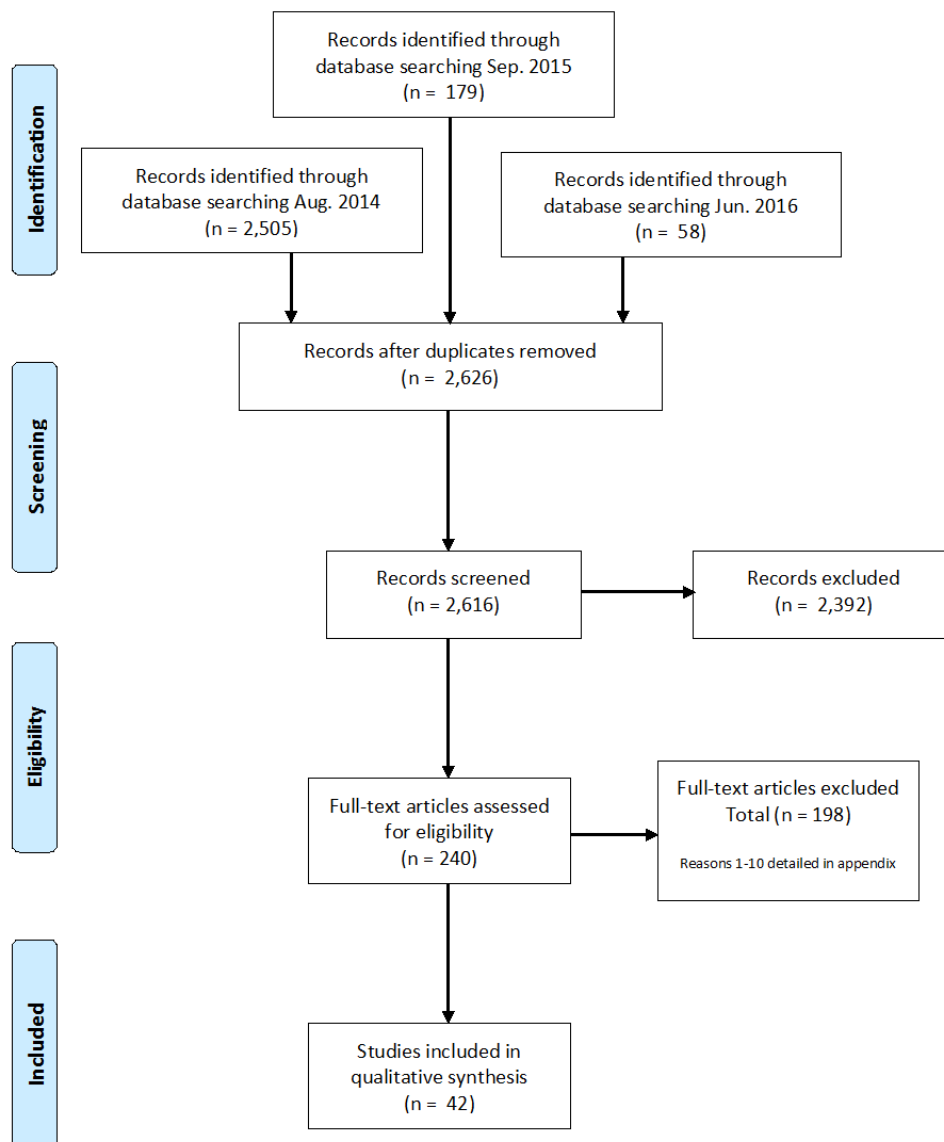 Records identified through
database searching Sep. 2015
(n = 179)
Identification
Records identified through
database searching Aug. 2014
(n = 2,505)
Records identified through
database searching Jun. 2016
(n = 58)
Records after duplicates removed
(n = 2,626)
Screening
Records screened
(n = 2,616)
Records excluded
(n = 2,392)
Eligibility
Full-text articles assessed
for eligibility
(n = 240)
Full-text articles excluded
Total (n = 198)
Reasons 1-10 detailed in appendix
Included
Studies included in
qualitative synthesis
(n = 42)